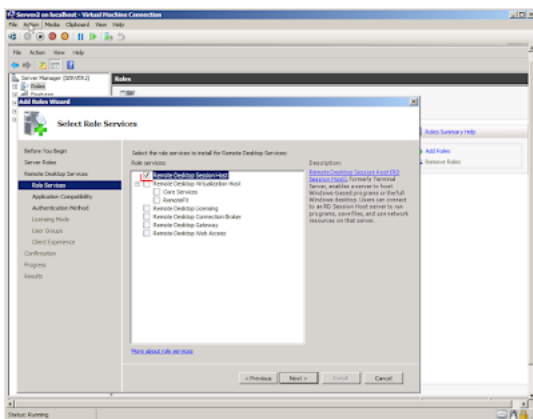 Server2 on localhost - Virtual Machine Connection
File Action Media Clipboard View Help
File Action View Help
Server Manager (SERVER2)
Roles
Roles
Features
Add Roles Wizard
Select Role Services
Roles Summary Help
Add Roles
Remove Roles
Before You Begin
Server Roles
Remote Desktop Services
Role Services
Application Compatibility
Authentication Method
Licensing Mode
User Groups
Client Experience
Confirmation
Progress
Results
Select the role services to install for Remote Desktop Services:
Role services:
Remote Desktop Session Host
Remote Desktop Virtualization Host
Core Services
RemoteFX
Remote Desktop Licensing
Remote Desktop Connection Broker
Remote Desktop Gateway
Remote Desktop Web Access
Description:
Remote Desktop Session Host (RD
Session Host), formerly Terminal
Server, enables a server to host
Windows-based programs or the full
Windows desktop. Users can connect
to an RD Session Host server to run
programs, save files, and use network
resources on that server.
More about role services
< Previous
Next >
Install
Cancel
Status: Running